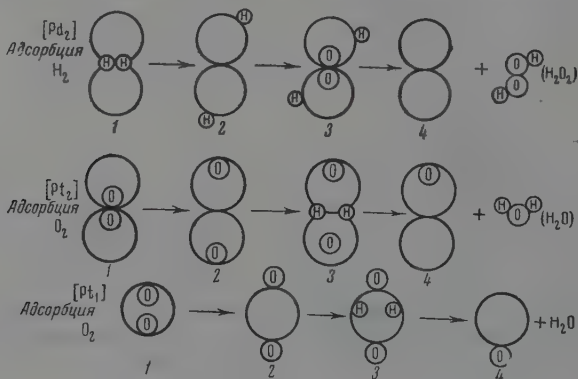 [Pd₂]
Адсорбция
H₂
H H
H
H
H
O
O
H
+
H
O
O
H
(H₂O₂)
1 2 3 4
[Pt₂]
Адсорбция
O₂
O
O
O
O
O
H H
O
O
+
H O H
(H₂O)
1 2 3 4
[Pt₁]
Адсорбция
O₂
O
O
O
O
O
H H
O
O
+ H₂O
1 2 3 4